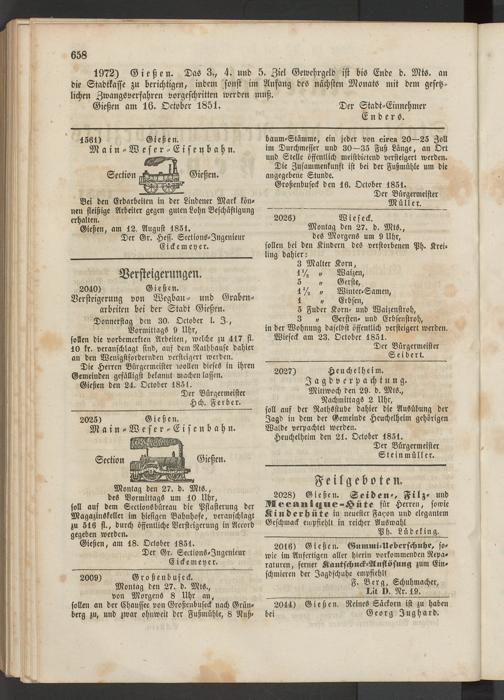 658
1972) Gießen. Das 3., 4. und 5. Ziel Gewehrgeld ist bis Ende d. Mts. an
die Stadtkasse zu berichtigen, indem sonst im Anfang des nächsten Monats mit dem gesetz-
lichen Zwangsverfahren vorgeschritten werden muß.
Gießen am 16. October 1851. Der Stadt-Einnehmer
Enders.
1561) Gießen.
Main-Weser-Eisenbahn.
Section Gießen.
Bei den Erdarbeiten in der Lindener Mark kön-
nen fleißige Arbeiter gegen guten Lohn Beschäftigung
erhalten.
Gießen, am 12. August 1851.
Der Gr. Hess. Sections-Ingenieur
Eickemeyer.
Versteigerungen.
2040) Gießen.
Versteigerung von Wegbau- und Graben-
arbeiten bei der Stadt Gießen.
Donnerstag den 30. October l. J.,
Vormittags 9 Uhr,
sollen die vorbemerkten Arbeiten, welche zu 417 fl.
10 kr. veranschlagt sind, auf dem Rathhause dahier
an den Wenigstfordernden versteigert werden.
Die Herren Bürgermeister wollen dieses in ihren
Gemeinden gefälligst bekannt machen lassen.
Gießen den 24. October 1851.
Der Bürgermeister
Hch. Ferber.
2025) Gießen.
Main-Weser-Eisenbahn.
Section Gießen.
Montag den 27. d. Mts.,
des Vormittags um 10 Uhr,
soll auf dem Sectionsbüreau die Pflasterung der
Magazinskeller im hiesigen Bahnhofe, veranschlagt
zu 516 fl., durch öffentliche Versteigerung in Accord
gegeben werden.
Gießen, am 18. October 1851.
Der Gr. Hess. Sections-Ingenieur
Eickemeyer.
2009) Großenbuseck.
Montag den 27. d. Mts.,
von Morgens 8 Uhr an,
sollen an der Chaussee von Großenbuseck nach Grün-
berg zu, und zwar ohnweit der Fußmühle, 8 Nuß-
baum-Stämme, ein jeder von circa 20—25 Zoll
im Durchmesser und 30—35 Fuß Länge, an Ort
und Stelle öffentlich meistbietend versteigert werden.
Die Zusammenkunft ist bei der Fußmühle um die
angegebene Stunde.
Großenbuseck den 16. October 1851.
Der Bürgermeister
Müller.
2026) Wieseck.
Montag den 27. d. Mts.,
des Morgens um 9 Uhr,
sollen bei den Kindern des verstorbenen Ph. Krei-
ling dahier:
3 Malter Korn,
1½ „ Waizen,
5 „ Gerste,
1½ „ Winter-Samen,
1 „ Erbsen,
5 Fuder Korn- und Waizenstroh,
3 „ Gersten- und Erbsenstroh,
in der Wohnung daselbst öffentlich versteigert werden.
Wieseck am 23. October 1851.
Der Bürgermeister
Seibert.
2027) Heuchelheim.
Jagdverpachtung.
Mittwoch den 29. d. Mts.,
Nachmittags 2 Uhr,
soll auf der Rathsstube dahier die Ausübung der
Jagd in dem der Gemeinde Heuchelheim gehörigen
Walde verpachtet werden.
Heuchelheim den 21. October 1851.
Der Bürgermeister
Steinmüller.
Feilgeboten.
2028) Gießen. Seiden-, Filz- und
Mecanique-Hüte für Herren, sowie
Kinderhüte in neuester Façon und elegantem
Geschmack empfiehlt in reicher Auswahl
Ph. Lüdeking.
2016) Gießen. Gummi-Ueberschuhe, so-
wie im Anfertigen aller hierin vorkommenden Repa-
raturen, ferner Kautschuck-Auflösung zum Ein-
schmieren der Jagdschuhe empfiehlt
F. Berg, Schuhmacher,
Lit D. Nr. 19.
2044) Gießen. Reines Säekorn ist zu haben
bei Georg Jughard.